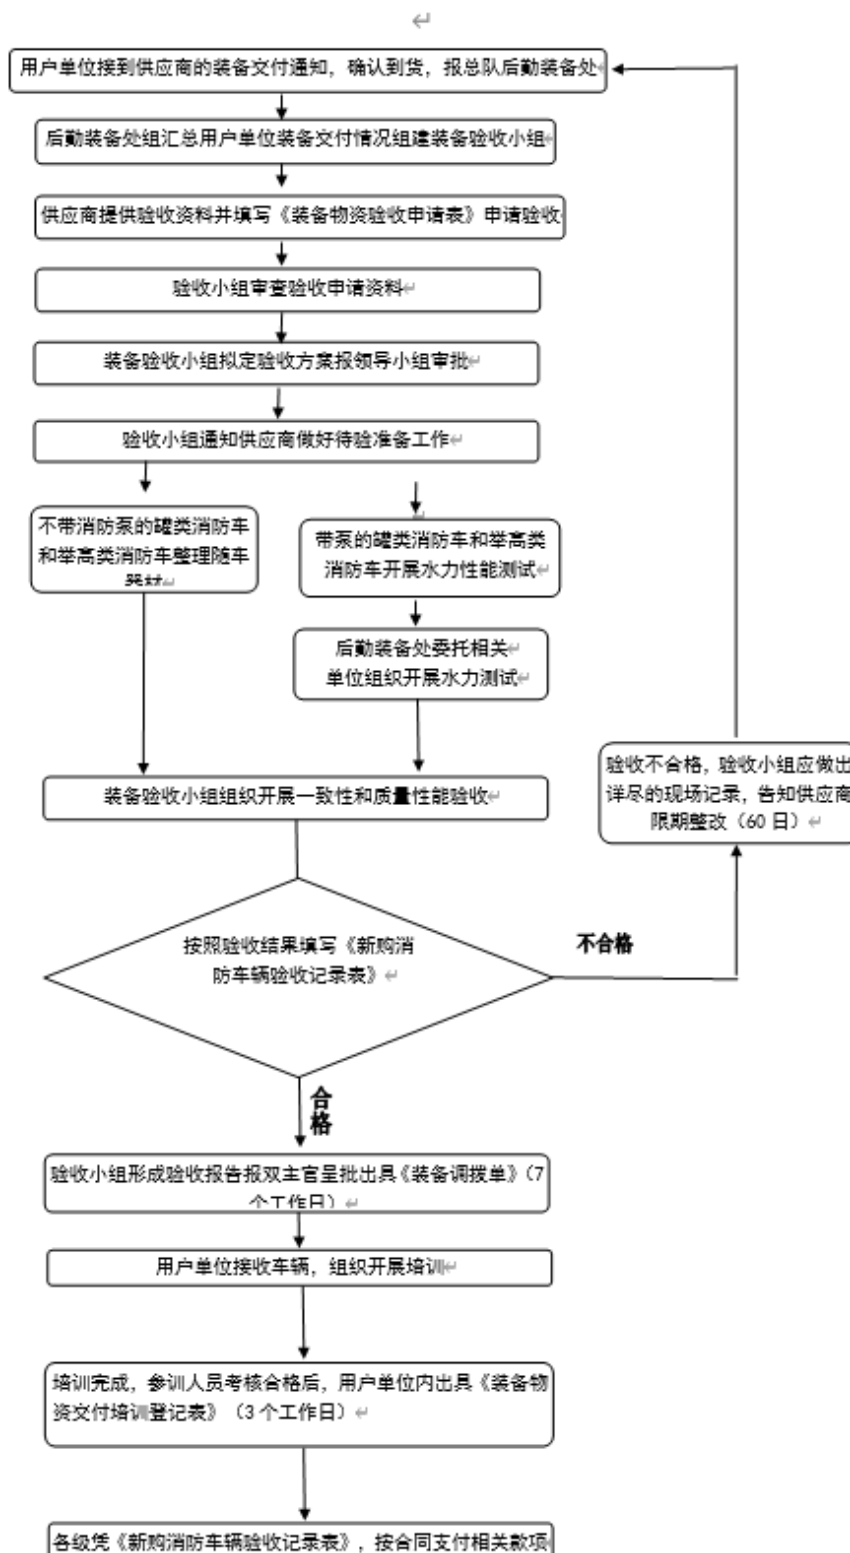 用户单位接到供应商的装备交付通知，确认到货，报总队后勤装备处
后勤装备处组汇总用户单位装备交付情况组建装备验收小组
供应商提供验收资料并填写《装备物资验收申请表》申请验收
验收小组审查验收申请资料
装备验收小组拟定验收方案报领导小组审批
验收小组通知供应商做好待验准备工作
不带消防泵的罐类消防车
和举高类消防车整理随车
器材
带泵的罐类消防车和举高类
消防车开展水力性能测试
后勤装备处委托相关
单位组织开展水力测试
装备验收小组组织开展一致性和质量性能验收
验收不合格，验收小组应做出
详尽的现场记录，告知供应商
限期整改（60 日）
按照验收结果填写《新购消
防车辆验收记录表》
不合格
合
格
验收小组形成验收报告报双主官呈批出具《装备调拨单》（7
个工作日）
用户单位接收车辆，组织开展培训
培训完成，参训人员考核合格后，用户单位内出具《装备物
资交付培训登记表》（3 个工作日）
各级凭《新购消防车辆验收记录表》，按合同支付相关款项